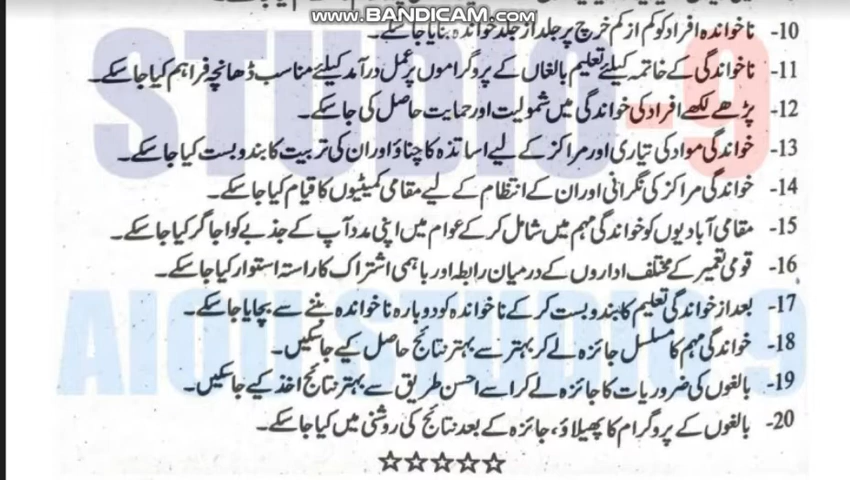 www.BANDICAM.com
10- ناخواندہ افراد کو کم از کم خرچ پر جلد از جلد خواندہ بنایا جاسکے۔
11- ناخواندگی کے خاتمہ کیلئے تعلیم بالغاں کے پروگراموں پر عمل درآمد کیلئے مناسب ڈھانچہ فراہم کیا جاسکے۔
12- پڑھے لکھے افراد کی خواندگی میں شمولیت اور حمایت حاصل کی جاسکے۔
13- خواندگی مواد کی تیاری اور مراکز کے لیے اساتذہ کا چناؤ اور ان کی تربیت کا بندوبست کیا جاسکے۔
14- خواندگی مراکز کی نگرانی اور ان کے انتظام کے لیے مقامی کمیٹیوں کا قیام کیا جاسکے۔
15- مقامی آبادیوں کو خواندگی مہم میں شامل کرکے عوام میں اپنی مدد آپ کے جذبے کو اجاگر کیا جاسکے۔
16- قومی تعمیر کے مختلف اداروں کے درمیان رابطہ اور باہمی اشتراک کا راستہ استوار کیا جاسکے۔
17- بعد از خواندگی تعلیم کا بندوبست کرکے ناخواندہ کو دوبارہ ناخواندہ بننے سے بچایا جاسکے۔
18- خواندگی مہم کا مسلسل جائزہ لے کر بہتر سے بہتر نتائج حاصل کیے جاسکیں۔
19- بالغوں کی ضروریات کا جائزہ لے کر اسے احسن طریق سے بہتر نتائج اخذ کیے جاسکیں۔
20- بالغوں کے پروگرام کا پھیلاؤ، جائزہ کے بعد نتائج کی روشنی میں کیا جاسکے۔
☆☆☆☆☆
STUDIO-9
AIOU STUDIO 9